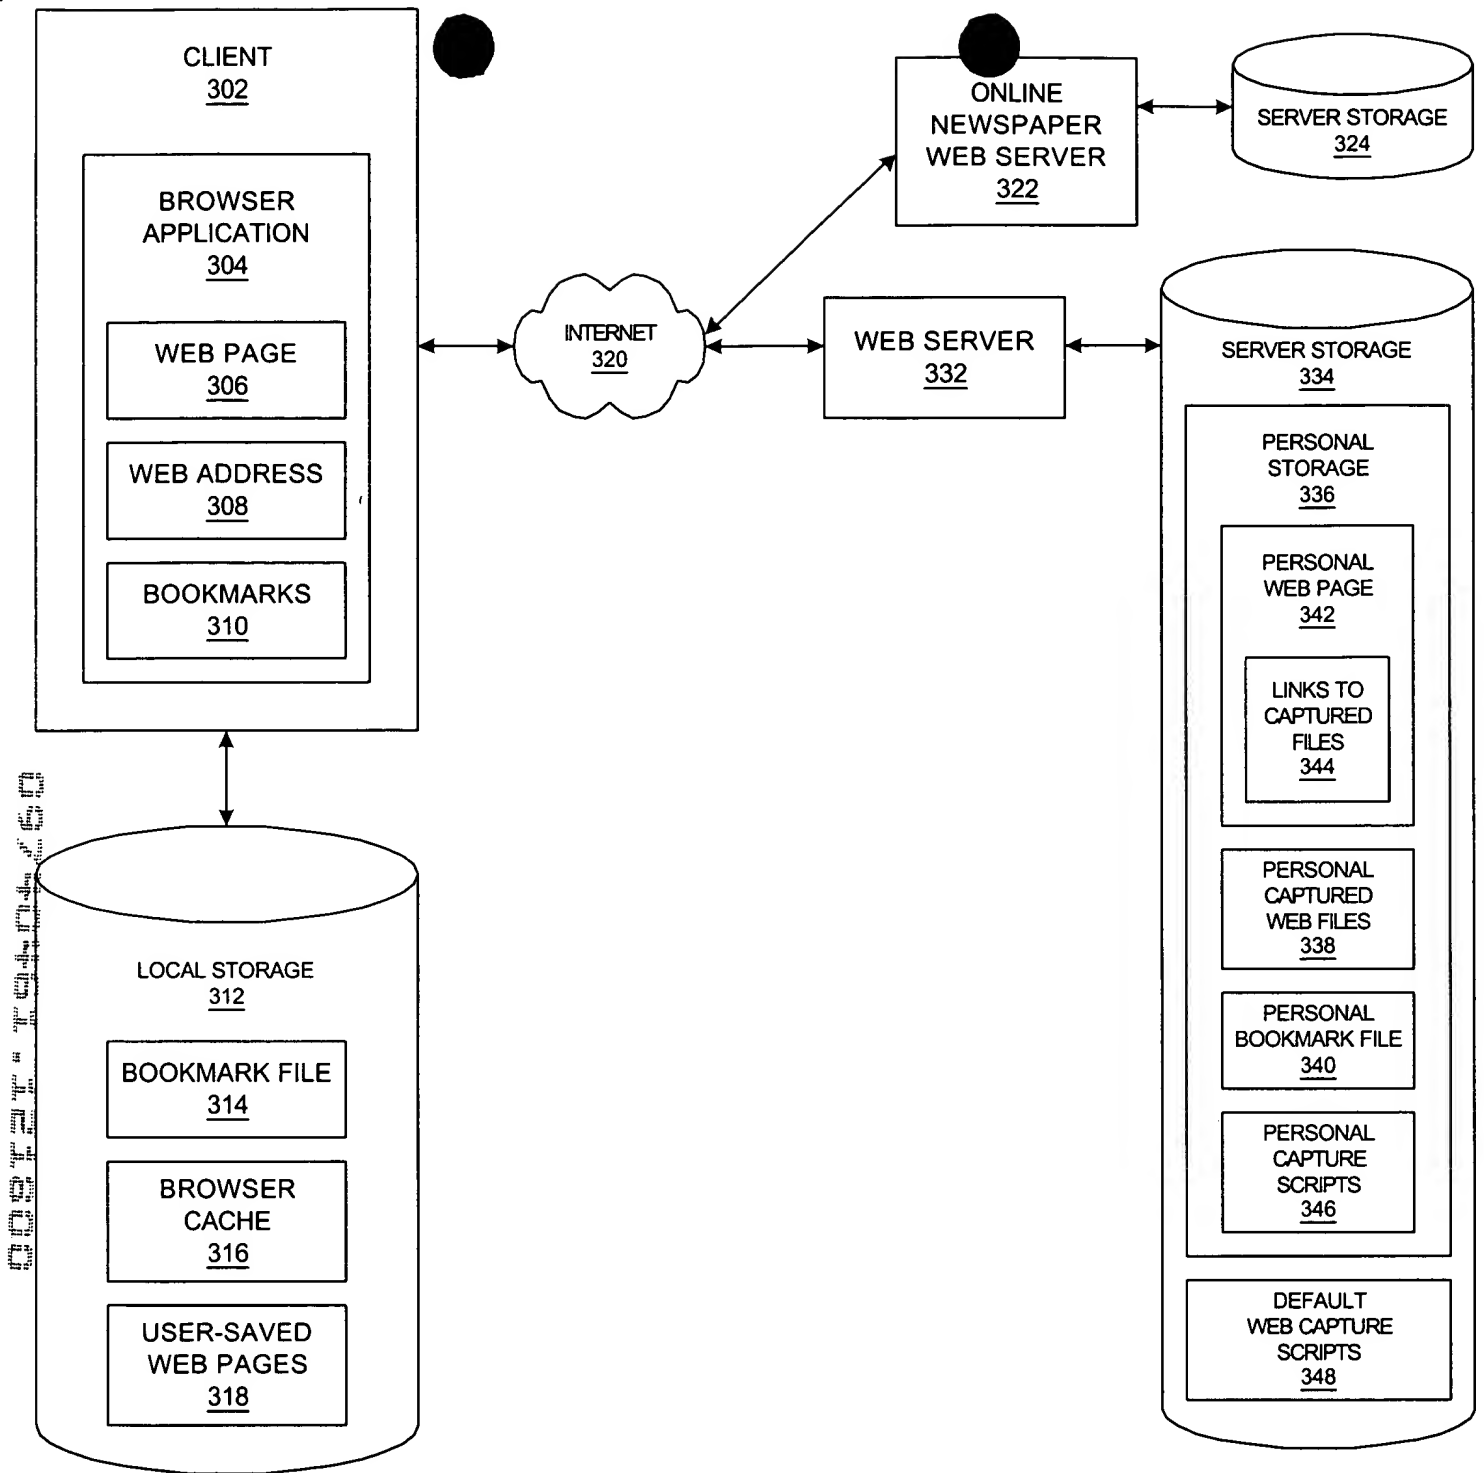 CLIENT
302
BROWSER
APPLICATION
304
WEB PAGE
306
WEB ADDRESS
308
BOOKMARKS
310
LOCAL STORAGE
312
BOOKMARK FILE
314
BROWSER
CACHE
316
USER-SAVED
WEB PAGES
318
INTERNET
320
ONLINE
NEWSPAPER
WEB SERVER
322
SERVER STORAGE
324
WEB SERVER
332
SERVER STORAGE
334
PERSONAL
STORAGE
336
PERSONAL
WEB PAGE
342
LINKS TO
CAPTURED
FILES
344
PERSONAL
CAPTURED
WEB FILES
338
PERSONAL
BOOKMARK FILE
340
PERSONAL
CAPTURE
SCRIPTS
346
DEFAULT
WEB CAPTURE
SCRIPTS
348